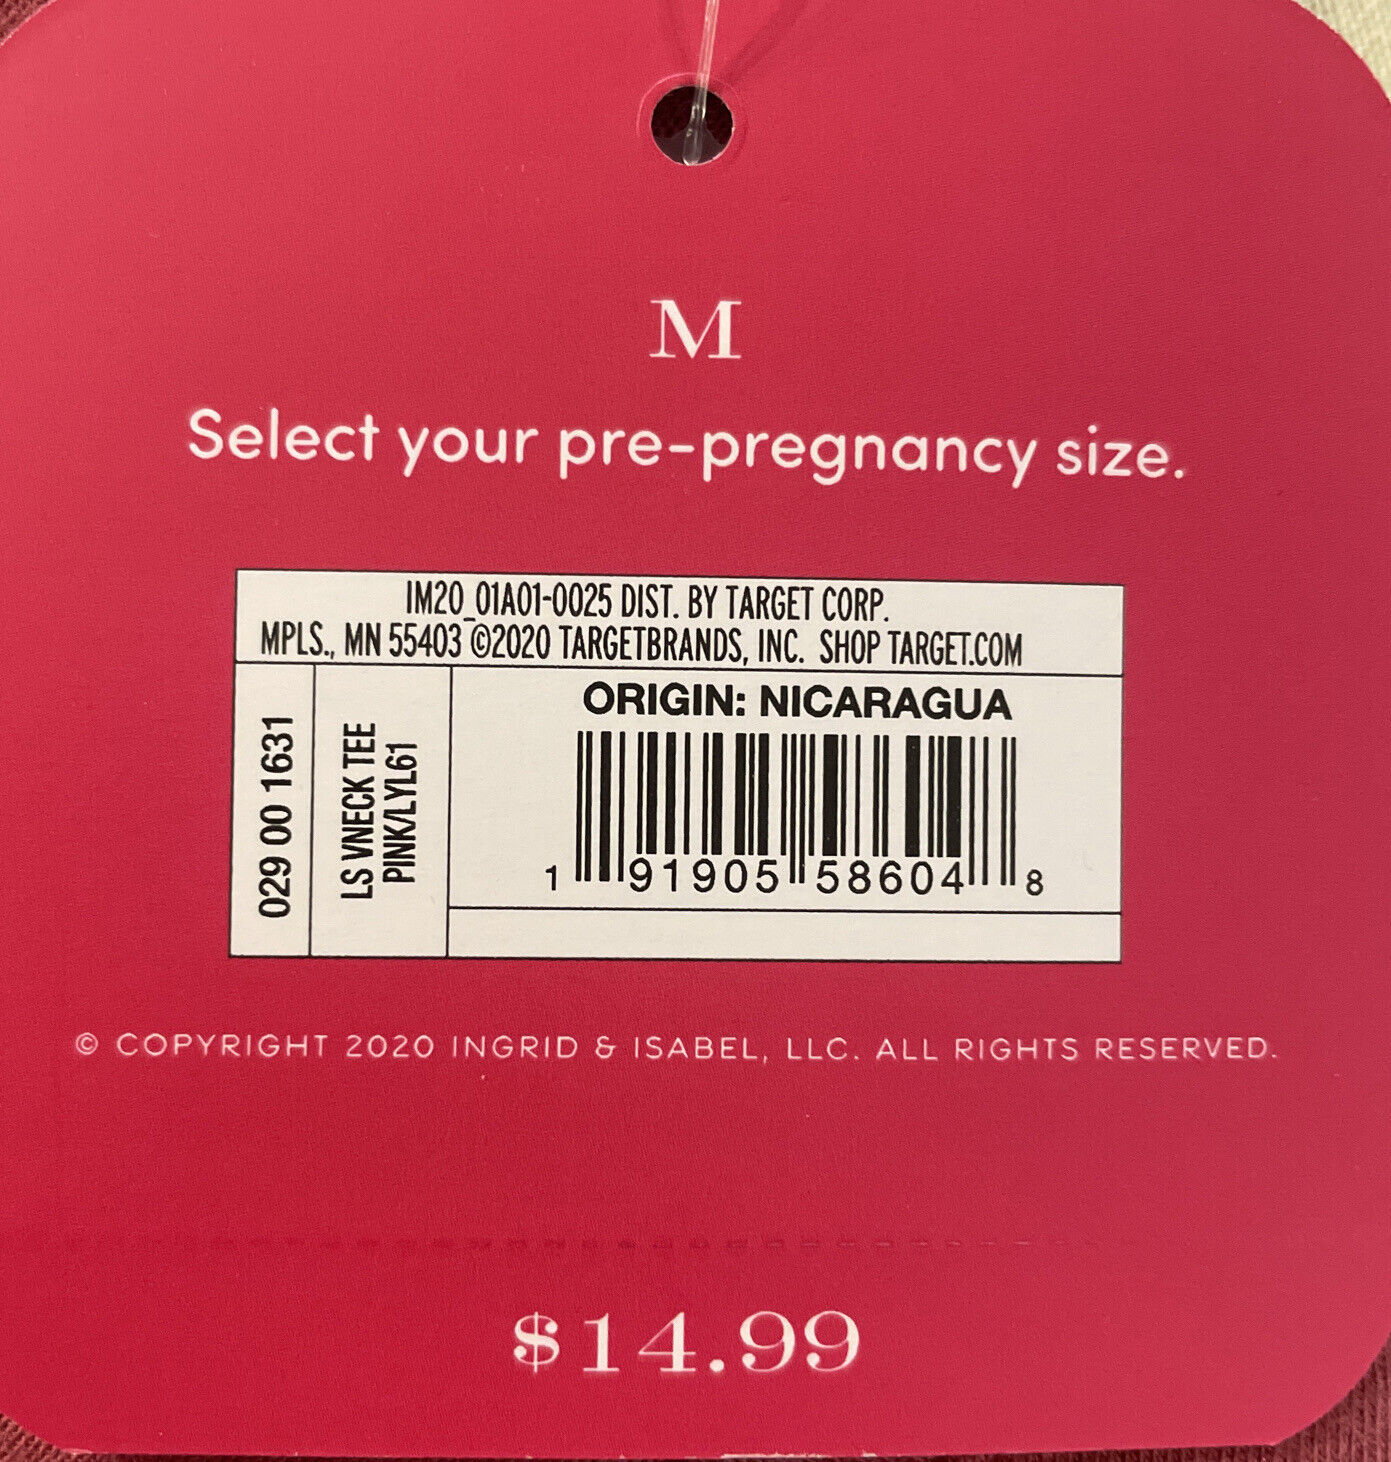 M
Select your pre-pregnancy size.
IM20_01A01-0025 DIST. BY TARGET CORP.
MPLS., MN 55403 ©2020 TARGETBRANDS, INC. SHOP TARGET.COM
029 00 1631
LS VNECK TEE
PINK/LYL61
ORIGIN: NICARAGUA
1 91905 58604 8
© COPYRIGHT 2020 INGRID & ISABEL, LLC. ALL RIGHTS RESERVED.
$14.99